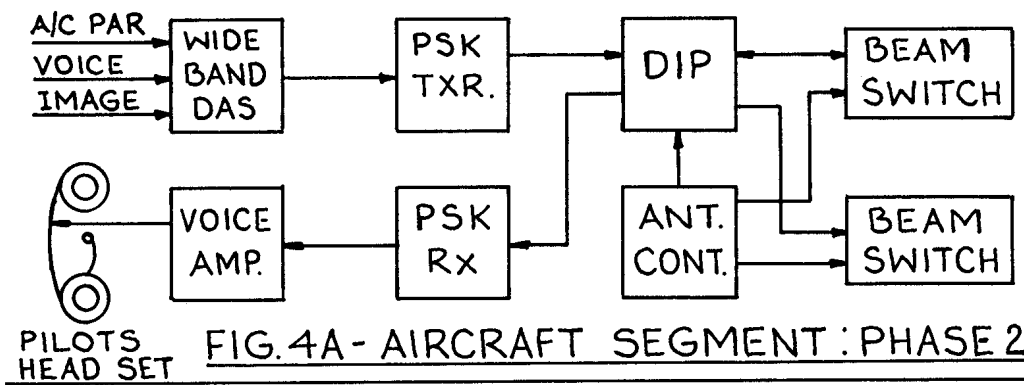 A/C PAR
VOICE
IMAGE
WIDE
BAND
DAS
PSK
TXR.
DIP
BEAM
SWITCH
VOICE
AMP.
PSK
Rx
ANT.
CONT.
BEAM
SWITCH
PILOTS
HEAD SET
FIG. 4A - AIRCRAFT SEGMENT : PHASE 2